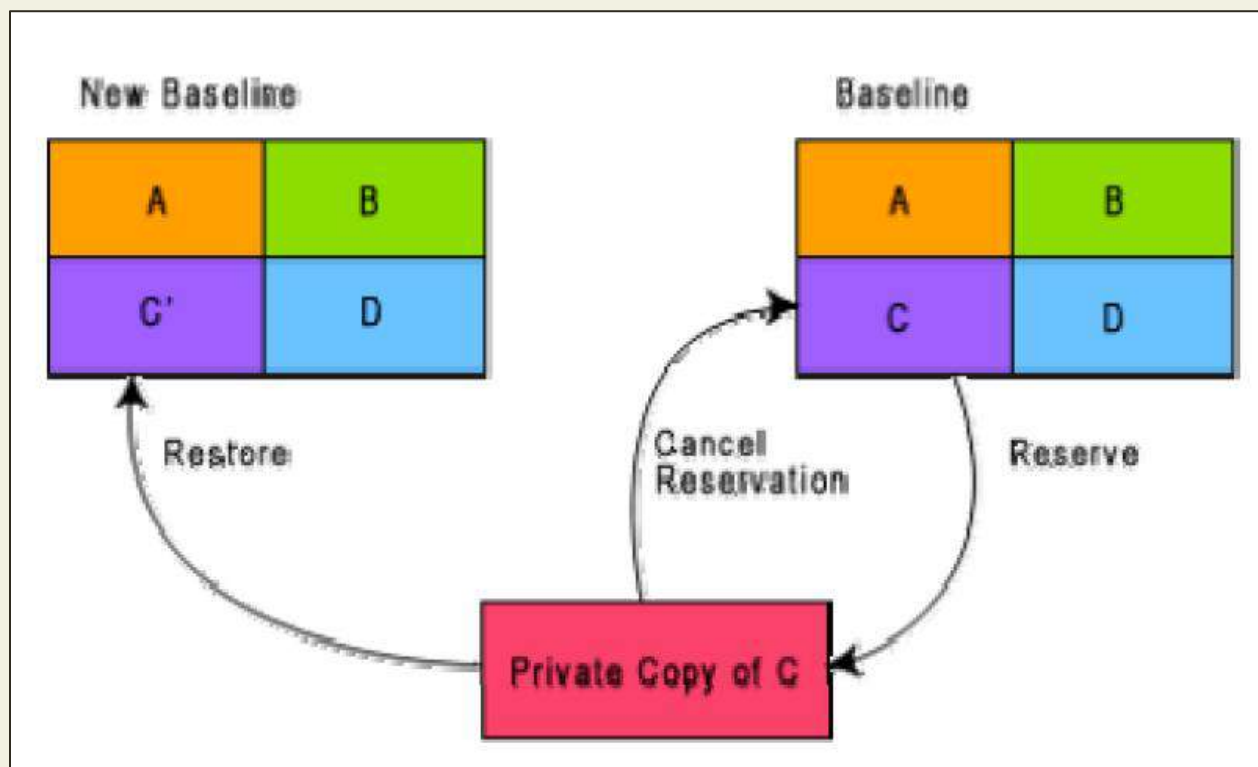 New Baseline
Baseline
A
B
C'
D
A
B
C
D
Restore
Cancel
Reservation
Reserve
Private Copy of C